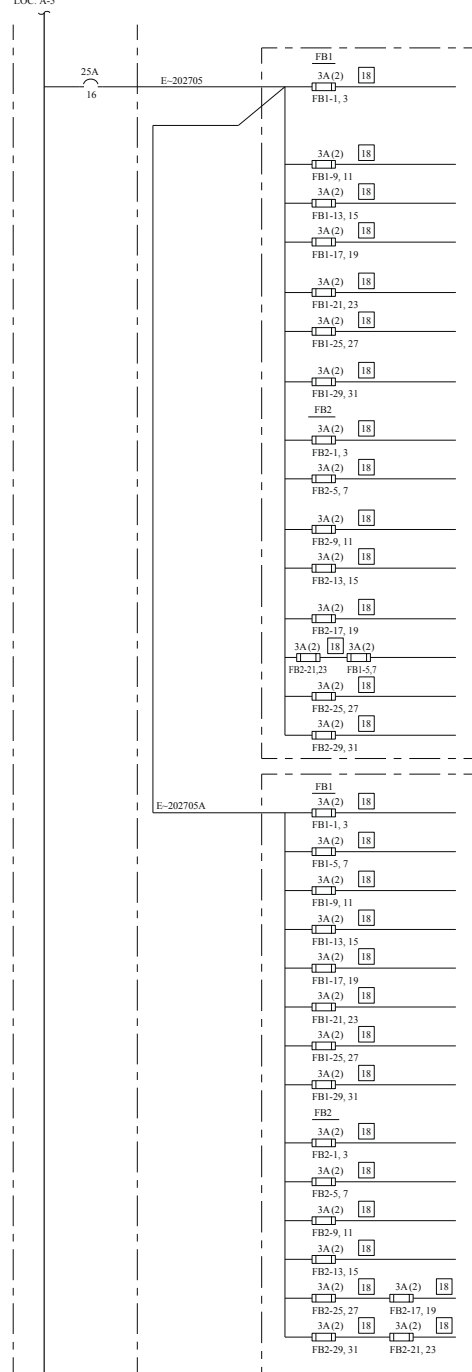 LOC. A-3
25A
16
E~202705
FB1
3A(2) 18
FB1-1, 3
3A(2) 18
FB1-9, 11
3A(2) 18
FB1-13, 15
3A(2) 18
FB1-17, 19
3A(2) 18
FB1-21, 23
3A(2) 18
FB1-25, 27
3A(2) 18
FB1-29, 31
FB2
3A(2) 18
FB2-1, 3
3A(2) 18
FB2-5, 7
3A(2) 18
FB2-9, 11
3A(2) 18
FB2-13, 15
3A(2) 18
FB2-17, 19
3A(2) 18 3A(2)
FB2-21,23 FB1-5,7
3A(2) 18
FB2-25, 27
3A(2) 18
FB2-29, 31
E~202705A
FB1
3A(2) 18
FB1-1, 3
3A(2) 18
FB1-5, 7
3A(2) 18
FB1-9, 11
3A(2) 18
FB1-13, 15
3A(2) 18
FB1-17, 19
3A(2) 18
FB1-21, 23
3A(2) 18
FB1-25, 27
3A(2) 18
FB1-29, 31
FB2
3A(2) 18
FB2-1, 3
3A(2) 18
FB2-5, 7
3A(2) 18
FB2-9, 11
3A(2) 18
FB2-13, 15
3A(2) 18 3A(2) 18
FB2-25, 27 FB2-17, 19
3A(2) 18 3A(2) 18
FB2-29, 31 FB2-21, 23